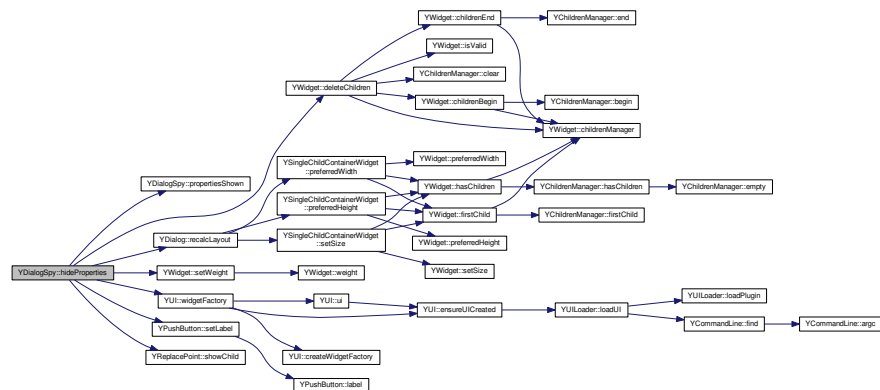 YWidget::childrenEnd
YChildrenManager::end
YWidget::isValid
YChildrenManager::clear
YWidget::deleteChildren
YWidget::childrenBegin
YChildrenManager::begin
YWidget::childrenManager
YSingleChildContainerWidget
::preferredWidth
YWidget::preferredWidth
YDialogSpy::propertiesShown
YWidget::hasChildren
YChildrenManager::hasChildren
YChildrenManager::empty
YSingleChildContainerWidget
::preferredHeight
YWidget::firstChild
YChildrenManager::firstChild
YDialog::recalcLayout
YSingleChildContainerWidget
::setSize
YWidget::preferredHeight
YDialogSpy::hideProperties
YWidget::setWeight
YWidget::weight
YWidget::setSize
YUI::widgetFactory
YUI::ui
YUI::ensureUICreated
YUILoader::loadUI
YUILoader::loadPlugin
YPushButton::setLabel
YCommandLine::find
YCommandLine::argc
YReplacePoint::showChild
YUI::createWidgetFactory
YPushButton::label